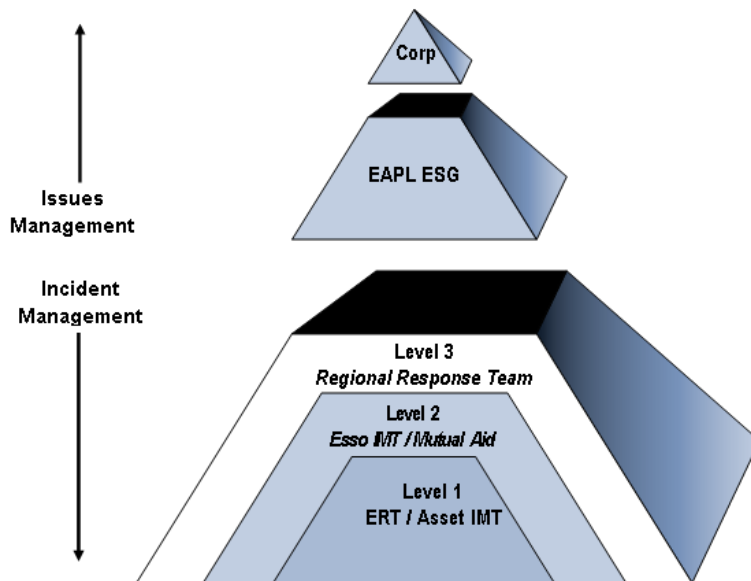 Corp
EAPL ESG
Issues
Management
Incident
Management
Level 3
Regional Response Team
Level 2
Esso IMT / Mutual Aid
Level 1
ERT / Asset IMT